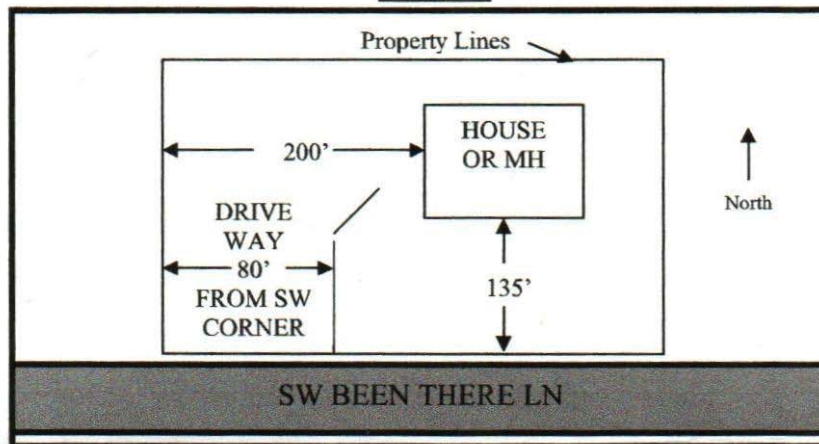 Property Lines
200’
HOUSE
OR MH
North
DRIVE
WAY
80’
FROM SW
CORNER
135’
SW BEEN THERE LN